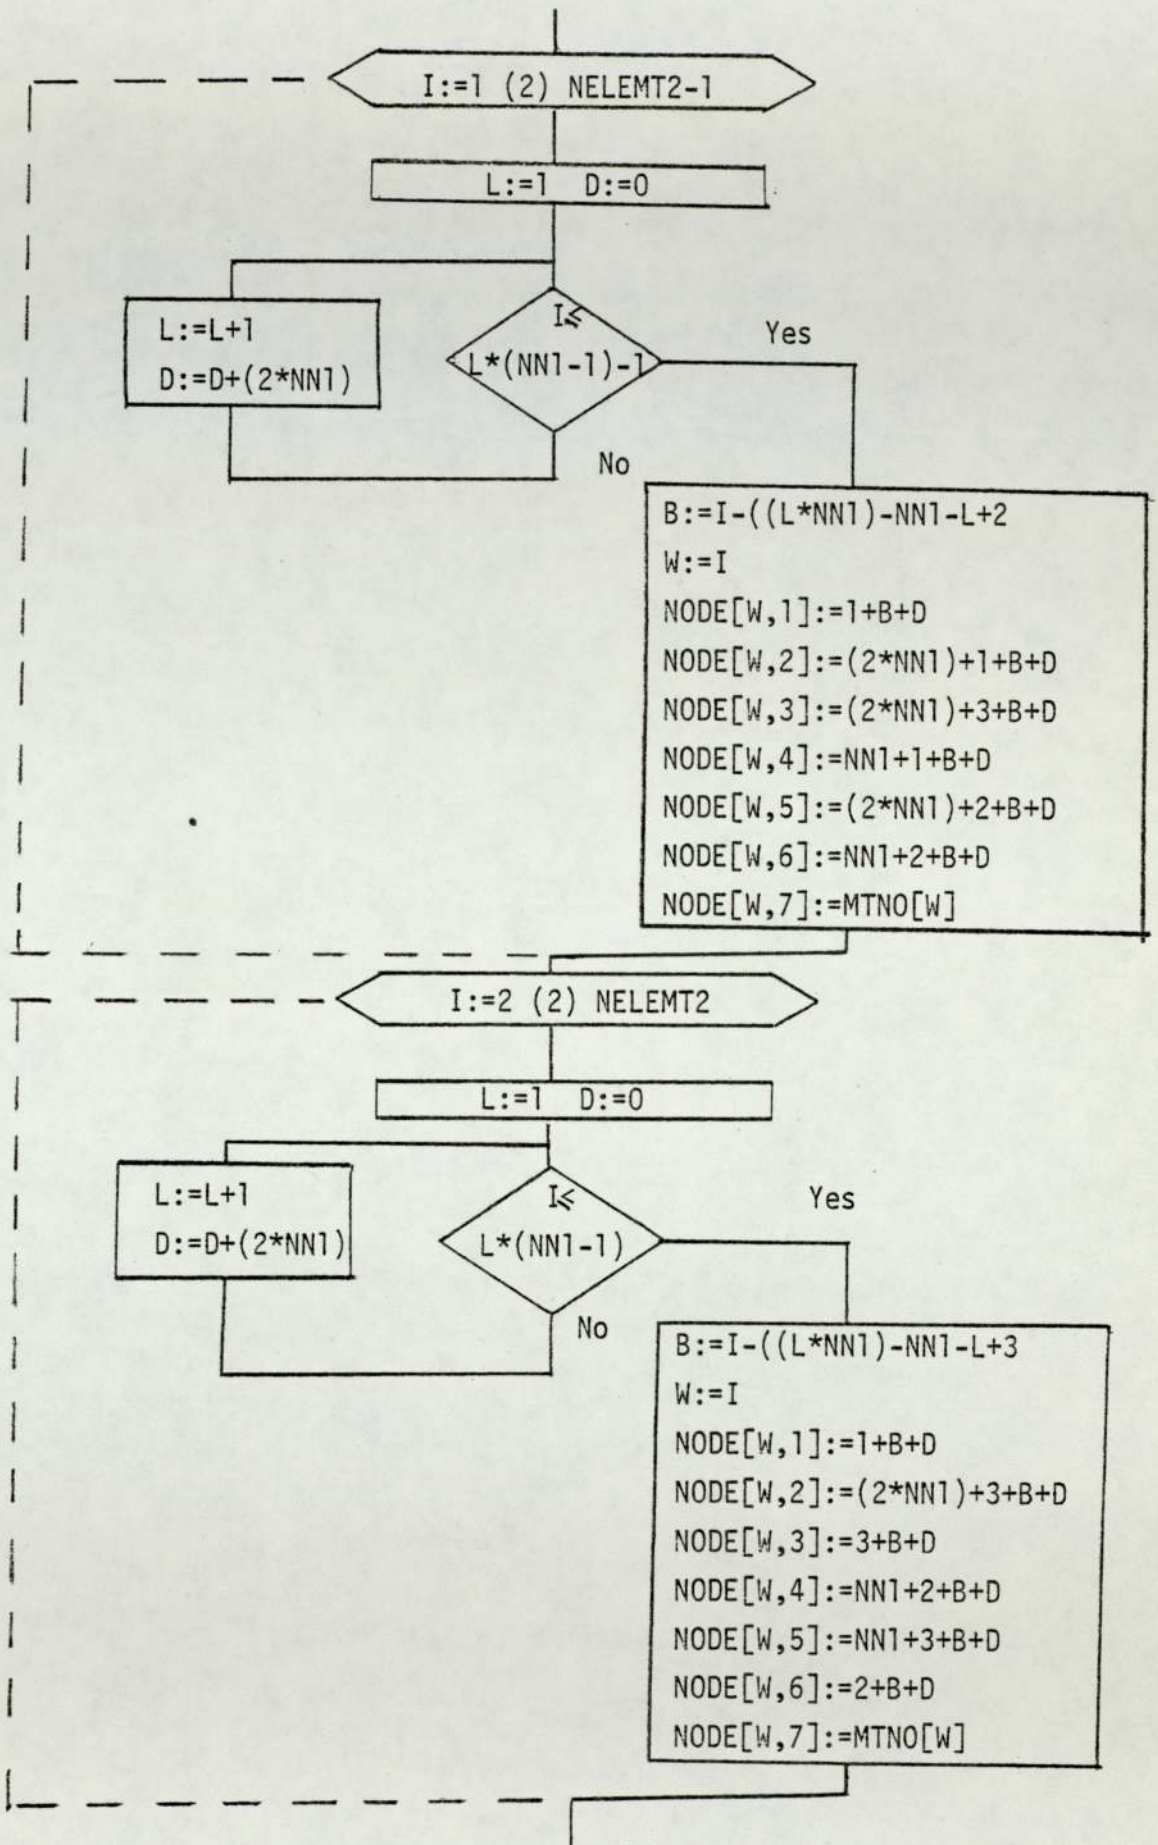 I:=1 (2) NELEMT2-1
L:=1 D:=0
L:=L+1
D:=D+(2*NN1)
I≤
L*(NN1-1)-1
Yes
No
B:=I-((L*NN1)-NN1-L+2
W:=I
NODE[W,1]:=1+B+D
NODE[W,2]:=(2*NN1)+1+B+D
NODE[W,3]:=(2*NN1)+3+B+D
NODE[W,4]:=NN1+1+B+D
NODE[W,5]:=(2*NN1)+2+B+D
NODE[W,6]:=NN1+2+B+D
NODE[W,7]:=MTNO[W]
I:=2 (2) NELEMT2
L:=1 D:=0
L:=L+1
D:=D+(2*NN1)
I≤
L*(NN1-1)
Yes
No
B:=I-((L*NN1)-NN1-L+3
W:=I
NODE[W,1]:=1+B+D
NODE[W,2]:=(2*NN1)+3+B+D
NODE[W,3]:=3+B+D
NODE[W,4]:=NN1+2+B+D
NODE[W,5]:=NN1+3+B+D
NODE[W,6]:=2+B+D
NODE[W,7]:=MTNO[W]